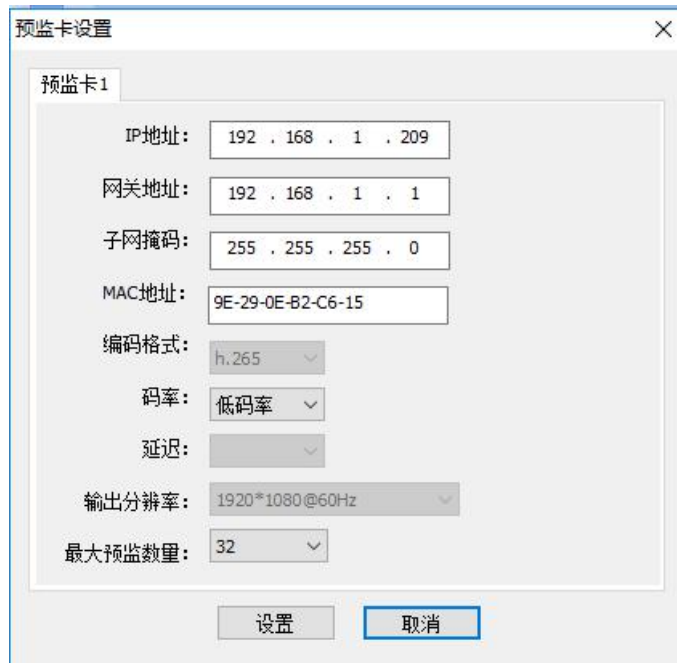 预监卡设置
预监卡1
IP地址： 192 . 168 . 1 . 209
网关地址： 192 . 168 . 1 . 1
子网掩码： 255 . 255 . 255 . 0
MAC地址： 9E-29-0E-B2-C6-15
编码格式： h.265
码率： 低码率
延迟：
输出分辨率： 1920*1080@60Hz
最大预监数量： 32
设置 取消